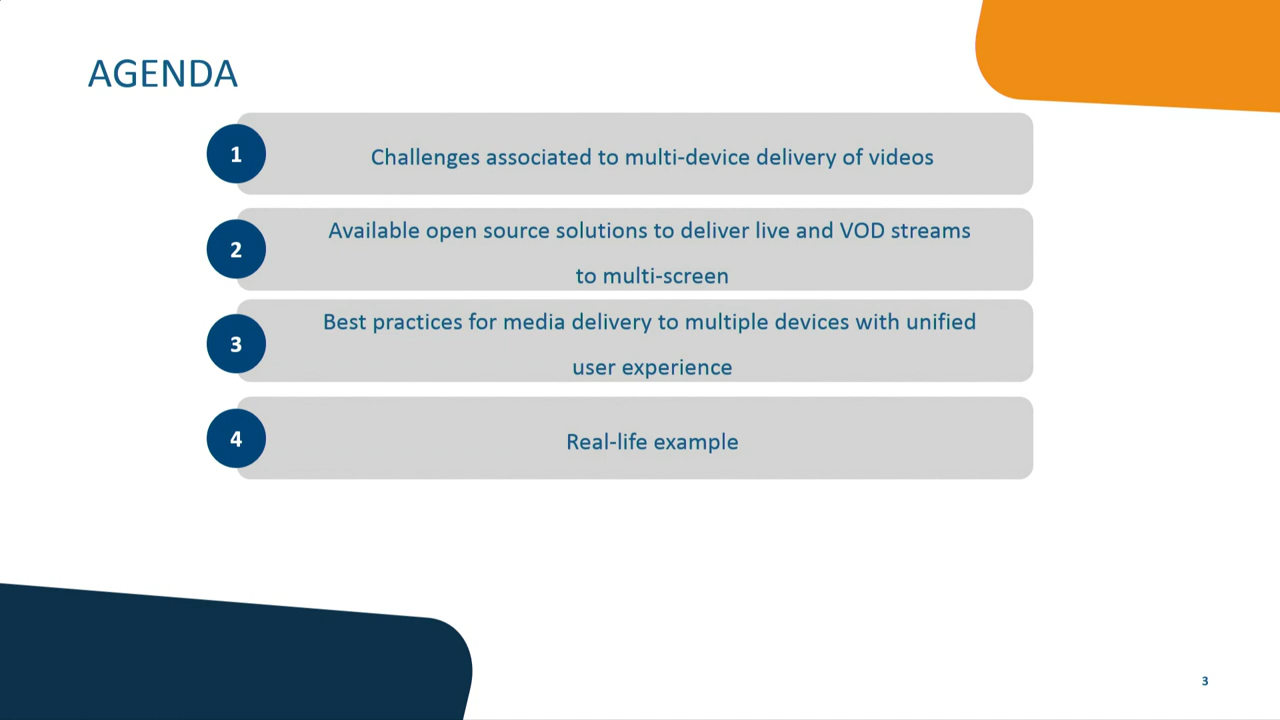 AGENDA
1
Challenges associated to multi-device delivery of videos
2
Available open source solutions to deliver live and VOD streams
to multi-screen
3
Best practices for media delivery to multiple devices with unified
user experience
4
Real-life example
3